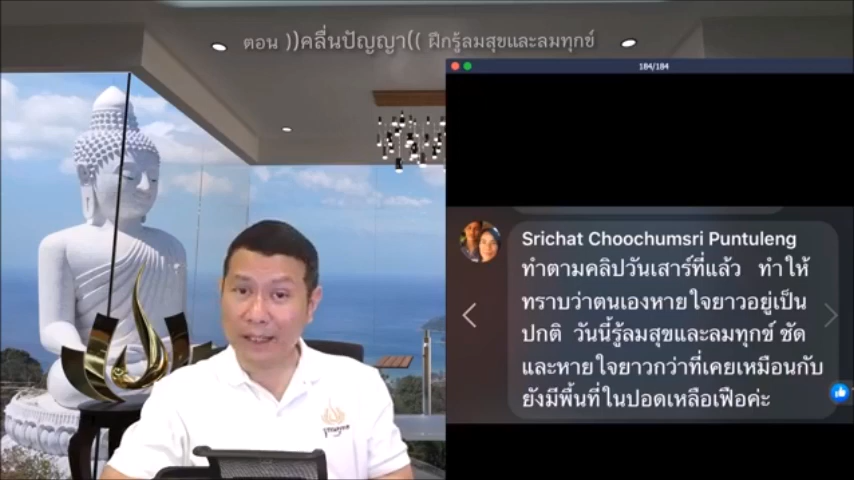 ตอน ))คลื่นปัญญา(( ฝึกรู้ลมสุขและลมทุกข์
184/184
Srichat Choochumsri Puntuleng
ทำตามคลิปวันเสาร์ที่แล้ว ทำให้
ทราบว่าตนเองหายใจยาวอยู่เป็น
ปกติ วันนี้รู้ลมสุขและลมทุกข์ ชัด
และหายใจยาวกว่าที่เคยเหมือนกับ
ยังมีพื้นที่ในปอดเหลือเฟือค่ะ